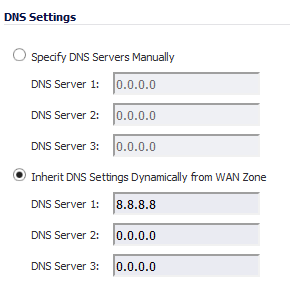 DNS Settings
Specify DNS Servers Manually
DNS Server 1: 0.0.0.0
DNS Server 2: 0.0.0.0
DNS Server 3: 0.0.0.0
Inherit DNS Settings Dynamically from WAN Zone
DNS Server 1: 8.8.8.8
DNS Server 2: 0.0.0.0
DNS Server 3: 0.0.0.0